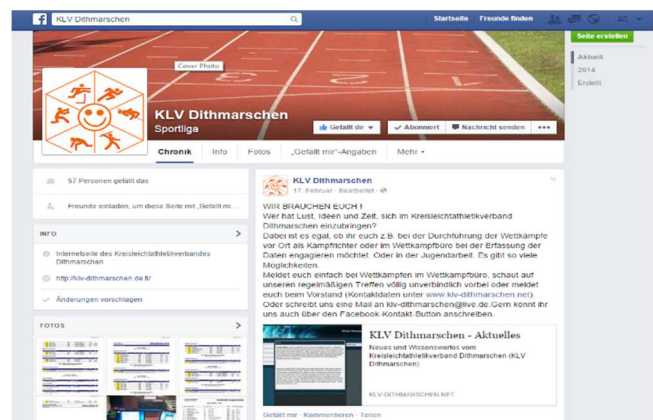 KLV Dithmarschen
Startseite Freunde finden
Seite erstellen
Cover Photo
Aktuell
2014
Erstellt
KLV Dithmarschen
Sportliga
Gefällt dir
Abonniert
Nachricht senden
Chronik Info Fotos „Gefällt mir“-Angaben Mehr
57 Personen gefällt das
Freunde einladen, um diese Seite mit „Gefällt mi...
INFO
Internetseite des Kreisleichtathletikverbandes
Dithmarschen
http://klv-dithmarschen.de.tl/
Änderungen vorschlagen
FOTOS
KLV Dithmarschen
17. Februar · Bearbeitet ·
WIR BRAUCHEN EUCH !
Wer hat Lust, Ideen und Zeit, sich im Kreisleichtathletikverband
Dithmarschen einzubringen?
Dabei ist es egal, ob ihr euch z.B. bei der Durchführung der Wettkämpfe
vor Ort als Kampfrichter oder im Wettkampfbüro bei der Erfassung der
Daten engagieren möchtet. Oder in der Jugendarbeit. Es gibt so viele
Möglichkeiten.
Meldet euch einfach bei Wettkämpfen im Wettkampfbüro, schaut auf
unseren regelmäßigen Treffen völlig unverbindlich vorbei oder meldet
euch beim Vorstand (Kontaktdaten unter www.klv-dithmarschen.net).
Oder schreibt uns eine Mail an klv-dithmarschen@live.de.Gern könnt ihr
uns auch über den Facebook-Kontakt-Button anschreiben.
KLV Dithmarschen - Aktuelles
Neues und Wissenswertes vom
Kreisleichtathletikverband Dithmarschen (KLV
Dithmarschen)
KLV-DITHMARSCHEN.NET
Gefällt mir · Kommentieren · Teilen